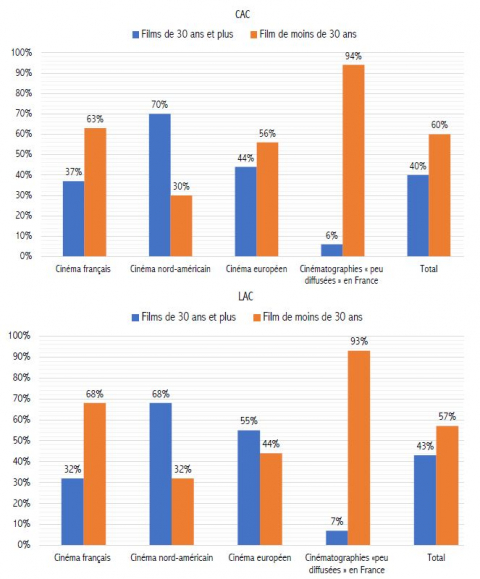 CAC
Films de 30 ans et plus Film de moins de 30 ans
100%
90%
80%
70%
60%
50%
40%
30%
20%
10%
0%
37% 63% 70% 30% 44% 56% 6% 94% 40% 60%
Cinéma français Cinéma nord-américain Cinéma européen Cinématographies « peu Total
diffusées » en France
LAC
Films de 30 ans et plus Film de moins de 30 ans
100%
90%
80%
70%
60%
50%
40%
30%
20%
10%
0%
32% 68% 68% 32% 55% 44% 7% 93% 43% 57%
Cinéma français Cinéma nord-américain Cinéma européen Cinématographies «peu Total
diffusées » en France